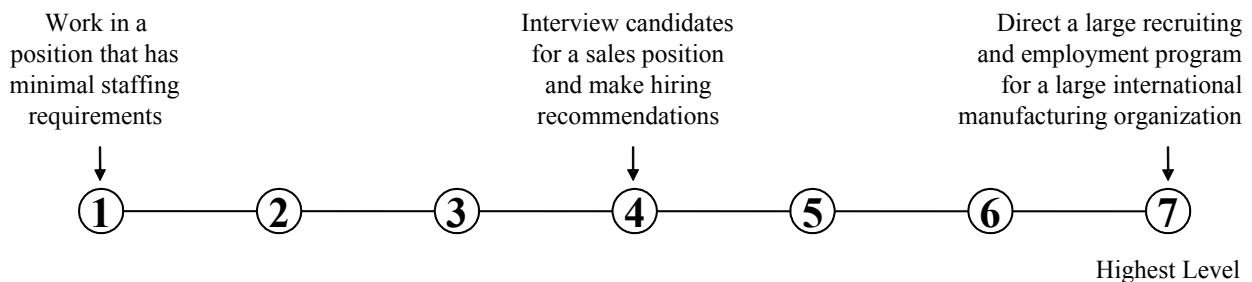 Work in a
position that has
minimal staffing
requirements
Interview candidates
for a sales position
and make hiring
recommendations
Direct a large recruiting
and employment program
for a large international
manufacturing organization
1 2 3 4 5 6 7
Highest Level